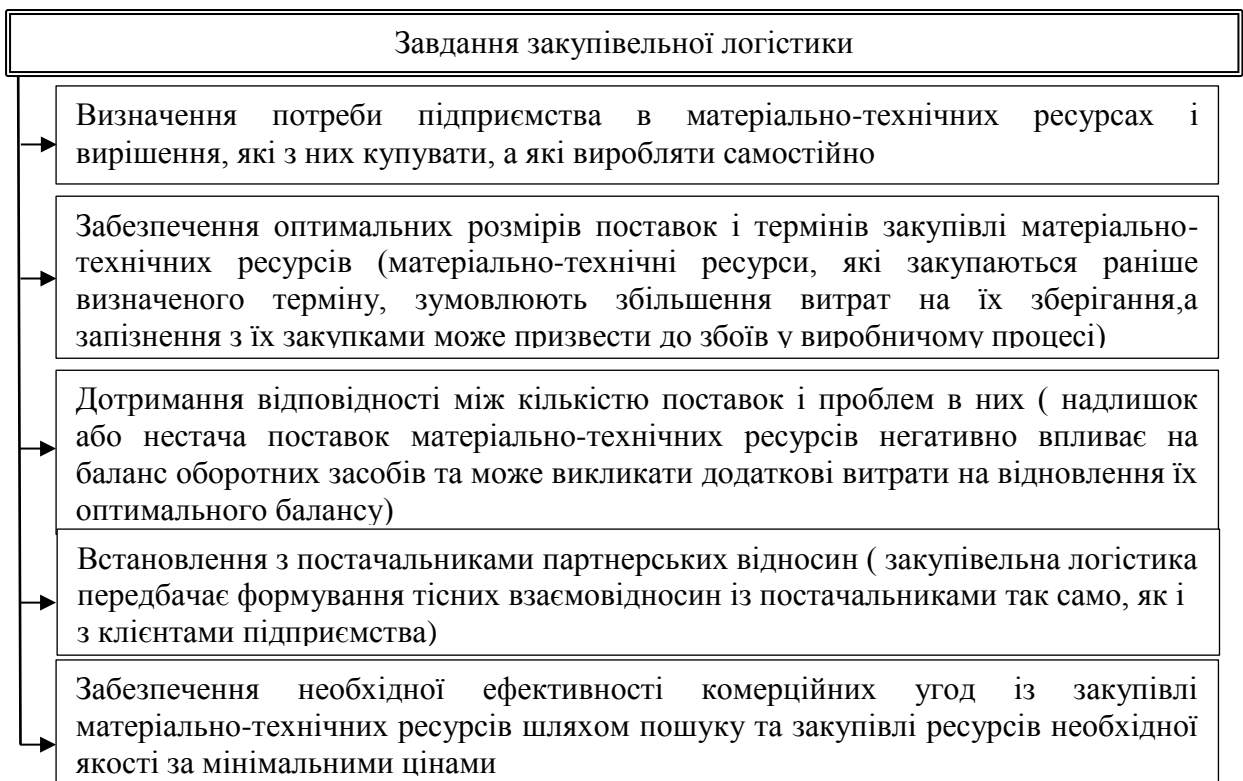 Завдання закупівельної логістики
Визначення потреби підприємства в матеріально-технічних ресурсах і
вирішення, які з них купувати, а які виробляти самостійно
Забезпечення оптимальних розмірів поставок і термінів закупівлі матеріально-
технічних ресурсів (матеріально-технічні ресурси, які закупаються раніше
визначеного терміну, зумовлюють збільшення витрат на їх зберігання,а
запізнення з їх закупками може призвести до збоїв у виробничому процесі)
Дотримання відповідності між кількістю поставок і проблем в них ( надлишок
або нестача поставок матеріально-технічних ресурсів негативно впливає на
баланс оборотних засобів та може викликати додаткові витрати на відновлення їх
оптимального балансу)
Встановлення з постачальниками партнерських відносин ( закупівельна логістика
передбачає формування тісних взаємовідносин із постачальниками так само, як і
з клієнтами підприємства)
Забезпечення необхідної ефективності комерційних угод із закупівлі
матеріально-технічних ресурсів шляхом пошуку та закупівлі ресурсів необхідної
якості за мінімальними цінами